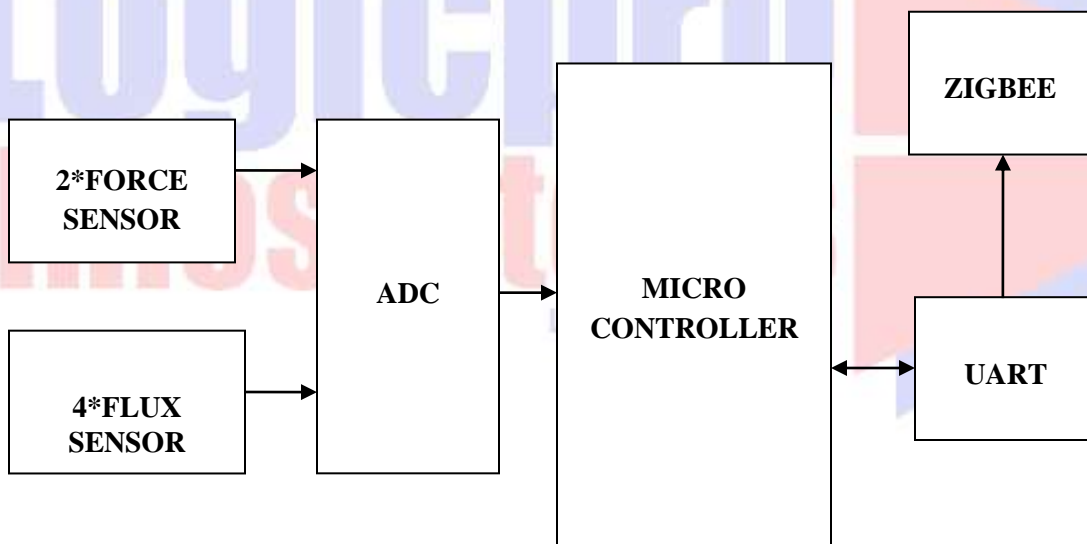 2*FORCE
SENSOR
4*FLUX
SENSOR
ADC
MICRO
CONTROLLER
ZIGBEE
UART